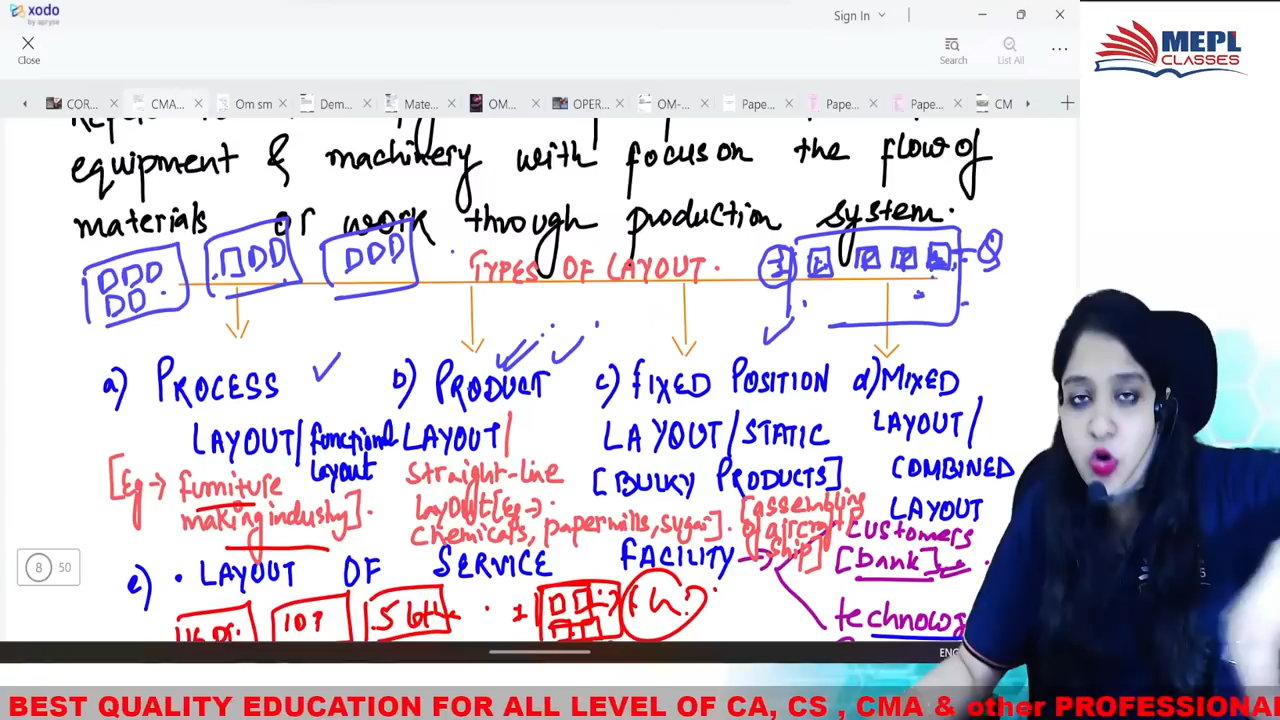 xodo
by apryse
Sign In
Close
Search
List All
COR...
CMA...
Om sm
Dem...
Mate...
OM...
OPER...
OM-...
Pape...
Pape...
Pape...
CM
MEPL
CLASSES
equipment & machinery with focus on the flow of
materials or work through production system.
TYPES OF LAYOUT.
a) PROCESS
LAYOUT/functional
layout
[Eg → furniture
making industry].
b) PRODUCT
LAYOUT/
Straight-line
layout[Eg →
chemicals, papermills, sugar].
c) FIXED POSITION
LAYOUT/STATIC
[BULKY PRODUCTS]
[assembling
of aircraft
ship]
d) MIXED
LAYOUT/
COMBINED
LAYOUT
e) • LAYOUT OF SERVICE FACILITY →
customers
[bank]
technolog
8 50
ENG
BEST QUALITY EDUCATION FOR ALL LEVEL OF CA, CS , CMA & other PROFESSIONAL